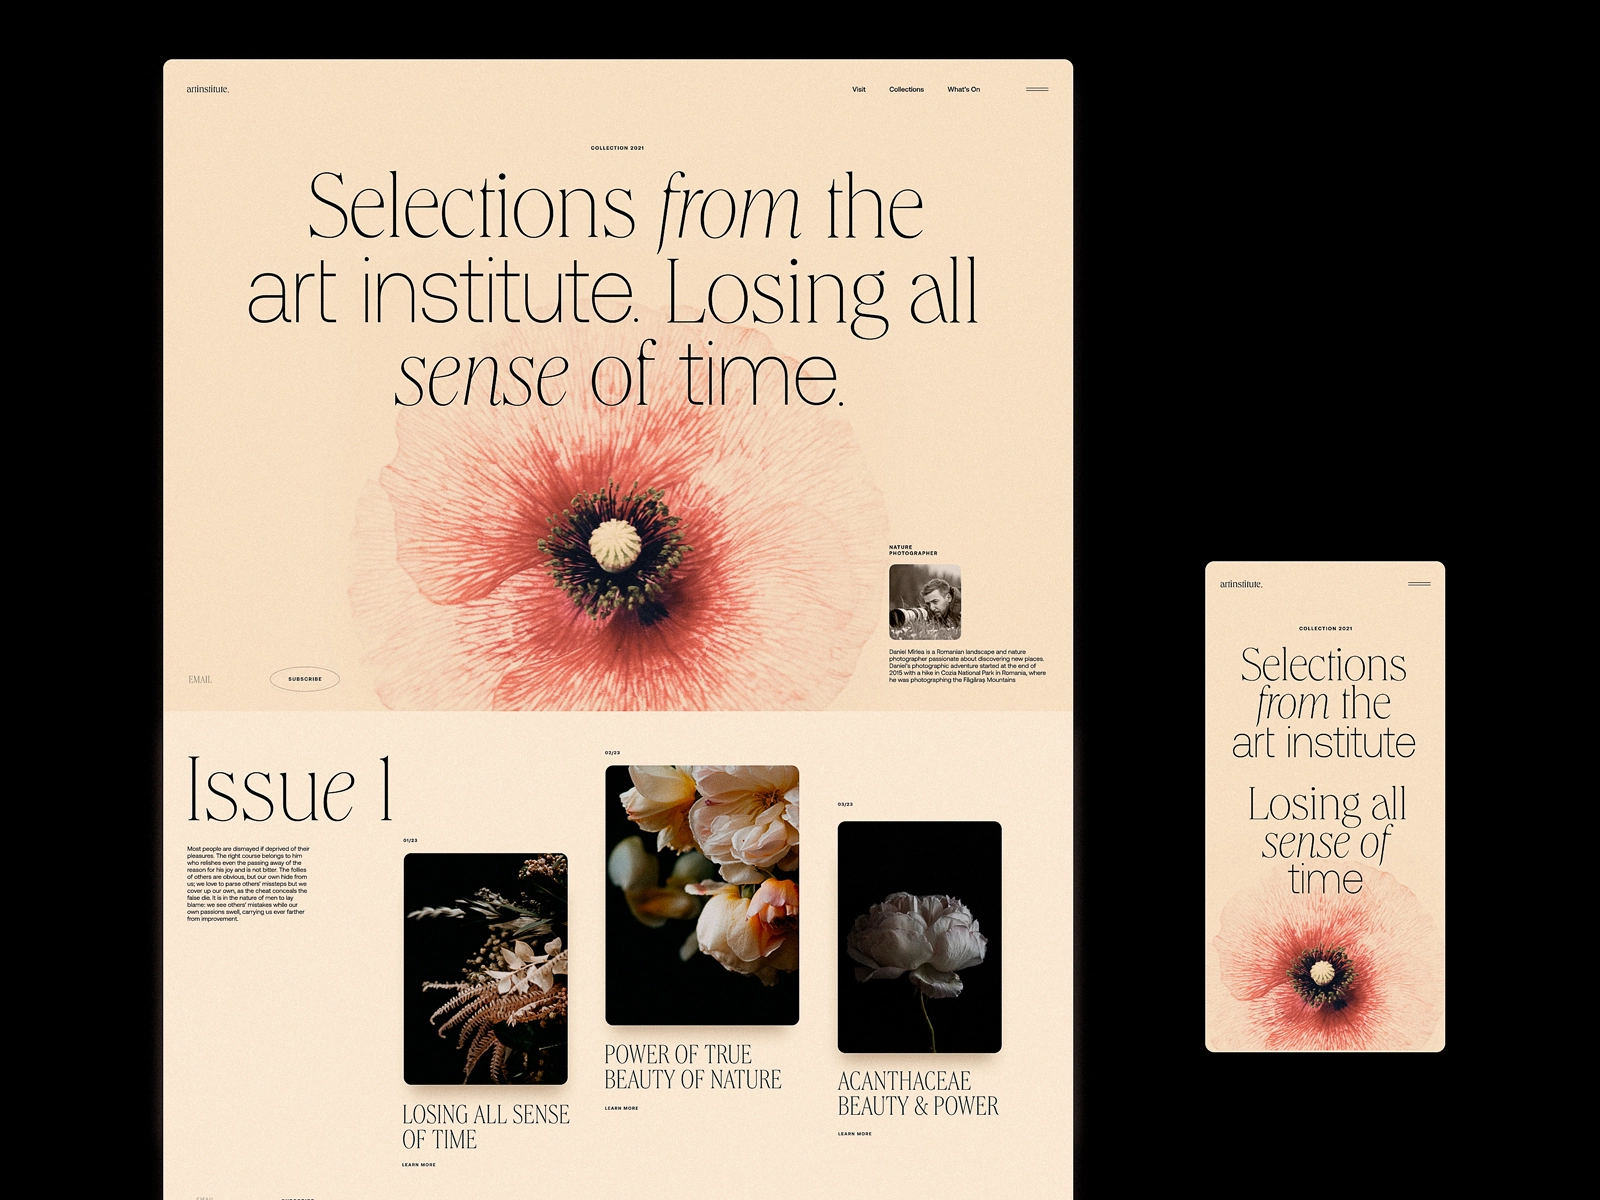 artinstitute.
Visit
Collections
What's On
COLLECTION 2021
Selections from the
art institute. Losing all
sense of time.
NATURE
PHOTOGRAPHER
Daniel Mîrlea is a Romanian landscape and nature
photographer passionate about discovering new places.
Daniel's photographic adventure started at the end of
2015 with a hike in Cozia National Park in Romania, where
he was photographing the Făgăraș Mountains
EMAIL
SUBSCRIBE
Issue 1
Most people are dismayed if deprived of their
pleasures. The right course belongs to him
who relishes even the passing away of the
reason for his joy and is not bitter. The follies
of others are obvious, but our own hide from
us; we love to parse others' missteps but we
cover up our own, as the cheat conceals the
false die. It is in the nature of men to lay
blame: we see others' mistakes while our
own passions swell, carrying us ever farther
from improvement.
01/23
LOSING ALL SENSE
OF TIME
LEARN MORE
02/23
POWER OF TRUE
BEAUTY OF NATURE
LEARN MORE
03/23
ACANTHACEAE
BEAUTY & POWER
LEARN MORE
artinstitute.
COLLECTION 2021
Selections
from the
art institute
Losing all
sense of
time